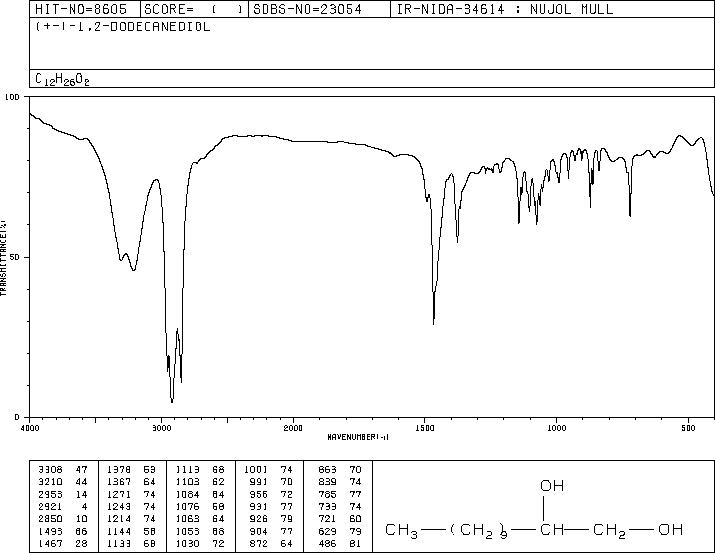 HIT-NO=8605 SCORE= ( ) SDBS-NO=23054 IR-NIDA-34614 : NUJOL MULL
(+-)-1,2-DODECANEDIOL
C12H26O2
100
TRANSMITTANCE(%)
50
0
4000 3000 2000 1500 1000 500
WAVENUMBER(-1)
3308 47 1378 53 1113 68 1001 74 863 70
3210 44 1367 64 1103 62 991 70 839 74
2953 14 1271 74 1084 64 956 72 785 77
2921 4 1243 74 1076 58 931 77 733 74
2850 10 1214 74 1063 64 926 79 721 60
1493 66 1144 58 1053 68 904 77 629 79
1467 28 1133 68 1030 72 872 64 486 81
OH
CH3 (CH2)9 CH CH2 OH